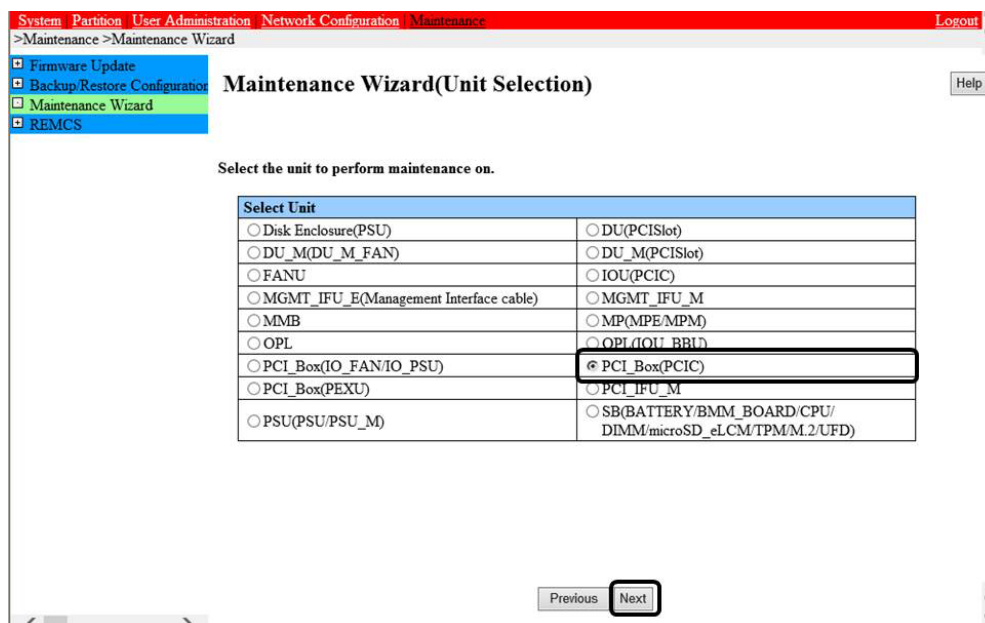 System | Partition | User Administration | Network Configuration | Maintenance Logout
>Maintenance >Maintenance Wizard
Firmware Update
Backup/Restore Configuration
Maintenance Wizard
REMCS
Maintenance Wizard(Unit Selection)
Help
Select the unit to perform maintenance on.
Select Unit
Disk Enclosure(PSU) DU(PCISlot)
DU_M(DU_M_FAN) DU_M(PCISlot)
FANU IOU(PCIC)
MGMT_IFU_E(Management Interface cable) MGMT_IFU_M
MMB MP(MPE/MPM)
OPL OPL(IOU_BBU)
PCI_Box(IO_FAN/IO_PSU) PCI_Box(PCIC)
PCI_Box(PEXU) PCI_IFU_M
PSU(PSU/PSU_M) SB(BATTERY/BMM_BOARD/CPU/
DIMM/microSD_eLCM/TPM/M.2/UFD)
Previous Next